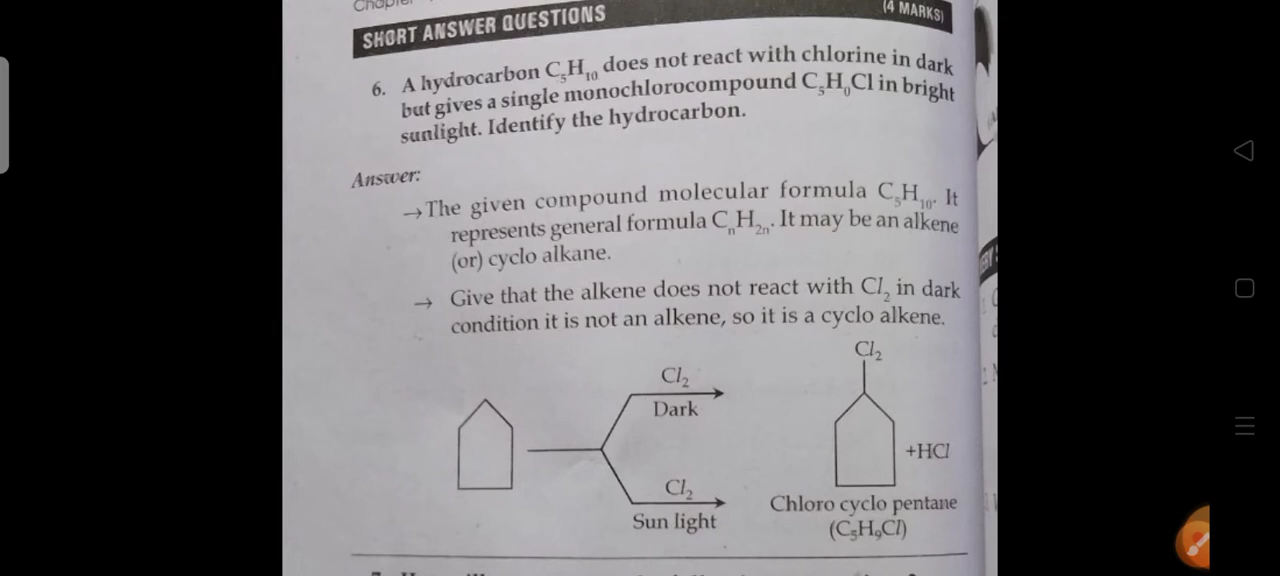 Chapter
SHORT ANSWER QUESTIONS
(4 MARKS)
6. A hydrocarbon C₅H₁₀ does not react with chlorine in dark
but gives a single monochlorocompound C₅H₀Cl in bright
sunlight. Identify the hydrocarbon.
Answer:
→The given compound molecular formula C₅H₁₀. It
represents general formula CₙH₂ₙ. It may be an alkene
(or) cyclo alkane.
→ Give that the alkene does not react with Cl₂ in dark
condition it is not an alkene, so it is a cyclo alkene.
Cl₂
Dark
Cl₂
Sun light
Cl₂
+HCl
Chloro cyclo pentane
(C₅H₉Cl)